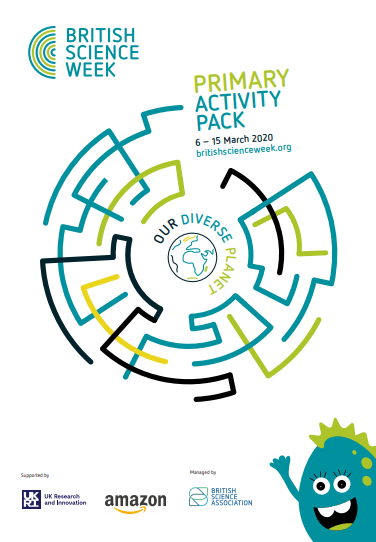 BRITISH
SCIENCE
WEEK
PRIMARY
ACTIVITY
PACK
6 – 15 March 2020
britishscienceweek.org
OUR DIVERSE PLANET
Supported by
UKRI
UK Research
and Innovation
amazon
Managed by
BRITISH
SCIENCE
ASSOCIATION